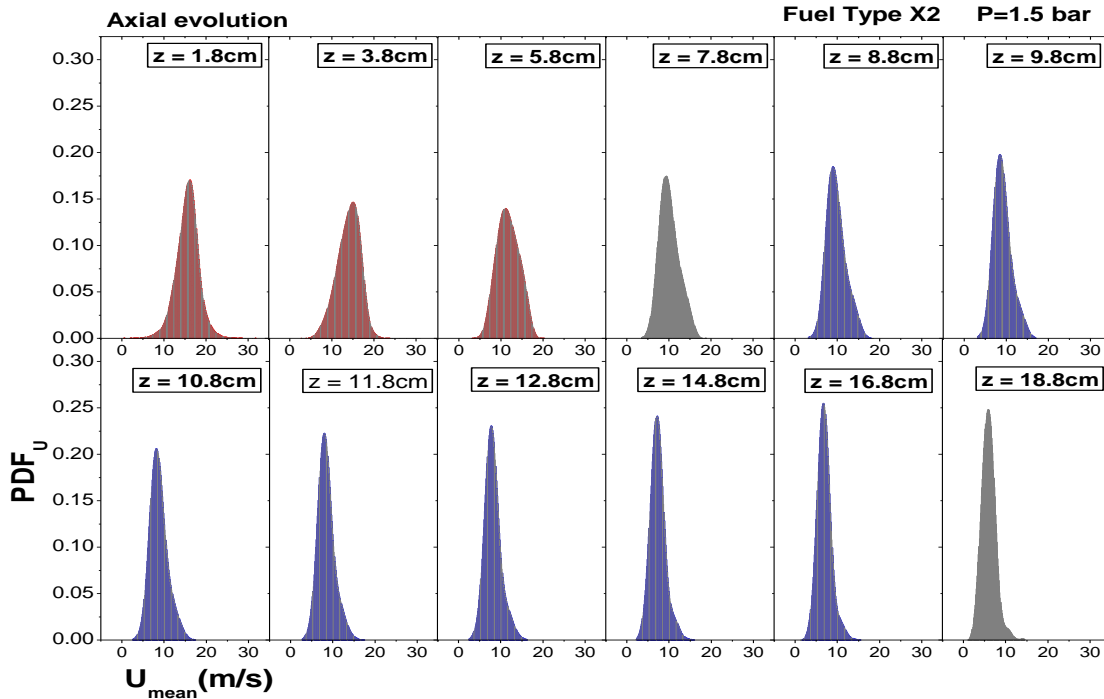 Axial evolution Fuel Type X2 P=1.5 bar
z = 1.8cm z = 3.8cm z = 5.8cm z = 7.8cm z = 8.8cm z = 9.8cm
0.30
0.25
0.20
0.15
0.10
0.05
0.00
0 10 20 30 0 10 20 30 0 10 20 30 0 10 20 30 0 10 20 30 0 10 20 30
z = 10.8cm z = 11.8cm z = 12.8cm z = 14.8cm z = 16.8cm z = 18.8cm
0.30
0.25
0.20
0.15
0.10
0.05
0.00
PDF_U
0 10 20 30 0 10 20 30 0 10 20 30 0 10 20 30 0 10 20 30 0 10 20 30
U_mean(m/s)